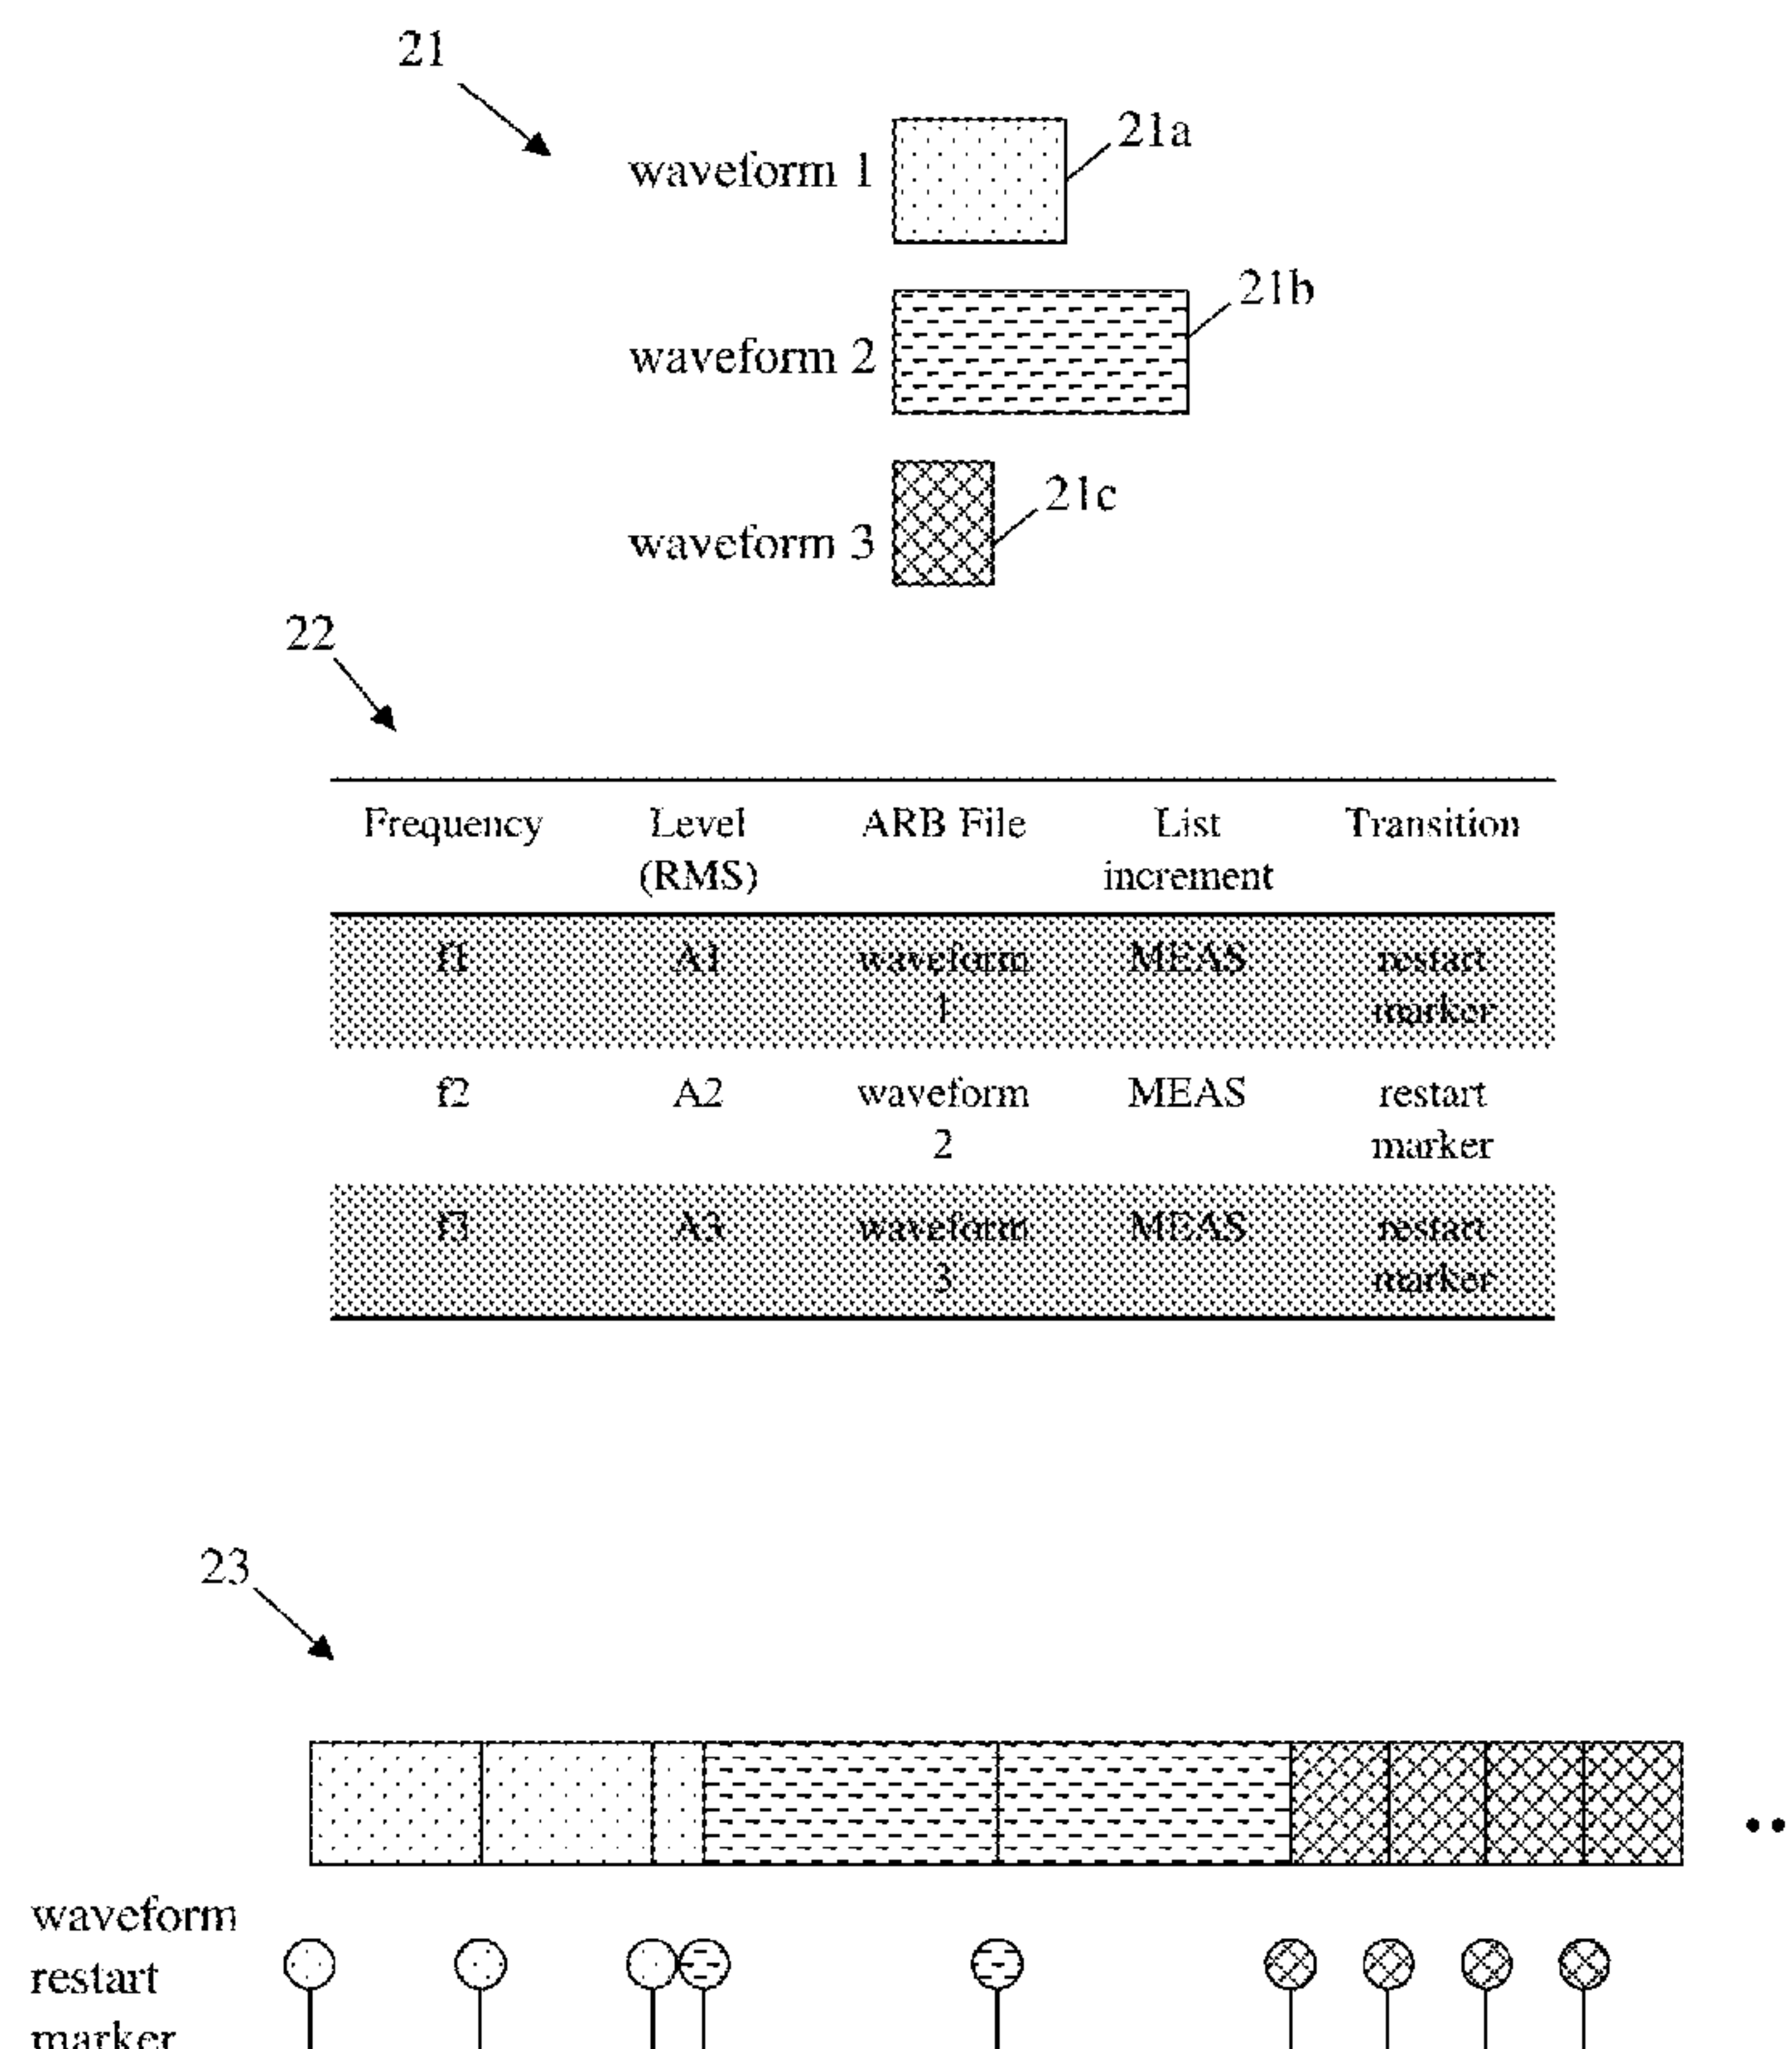 21
waveform 1
21a
21b
waveform 2
21c
waveform 3
22
Frequency Level ARB File List Transition
(RMS) increment
f1 A1 waveform MEAS restart
1 marker
f2 A2 waveform MEAS restart
2 marker
f3 A3 waveform MEAS restart
3 marker
23
waveform
restart
marker